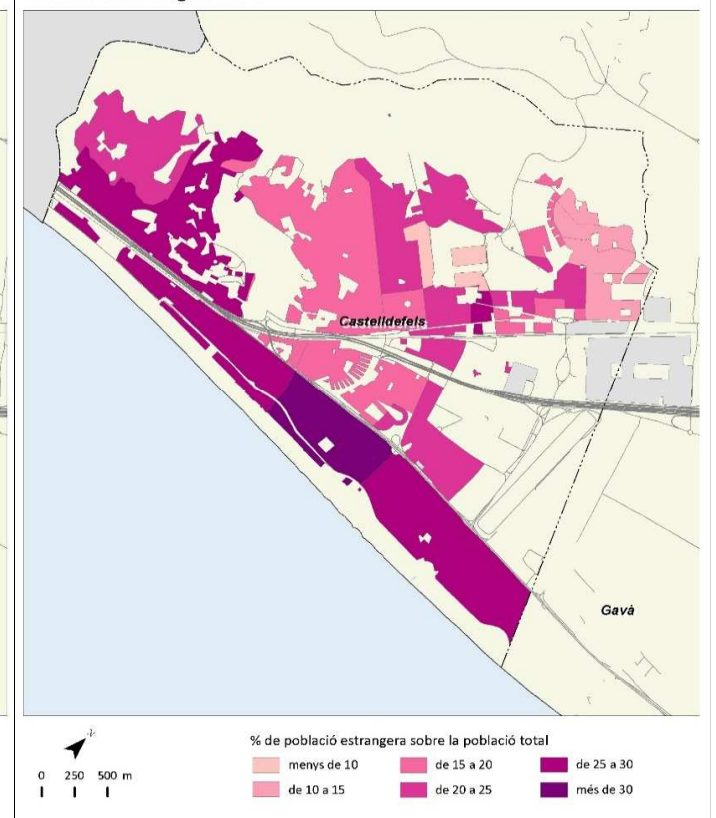 Castelldefels
Gavà
N
% de població estrangera sobre la població total
0 250 500 m
menys de 10
de 15 a 20
de 25 a 30
de 10 a 15
de 20 a 25
més de 30